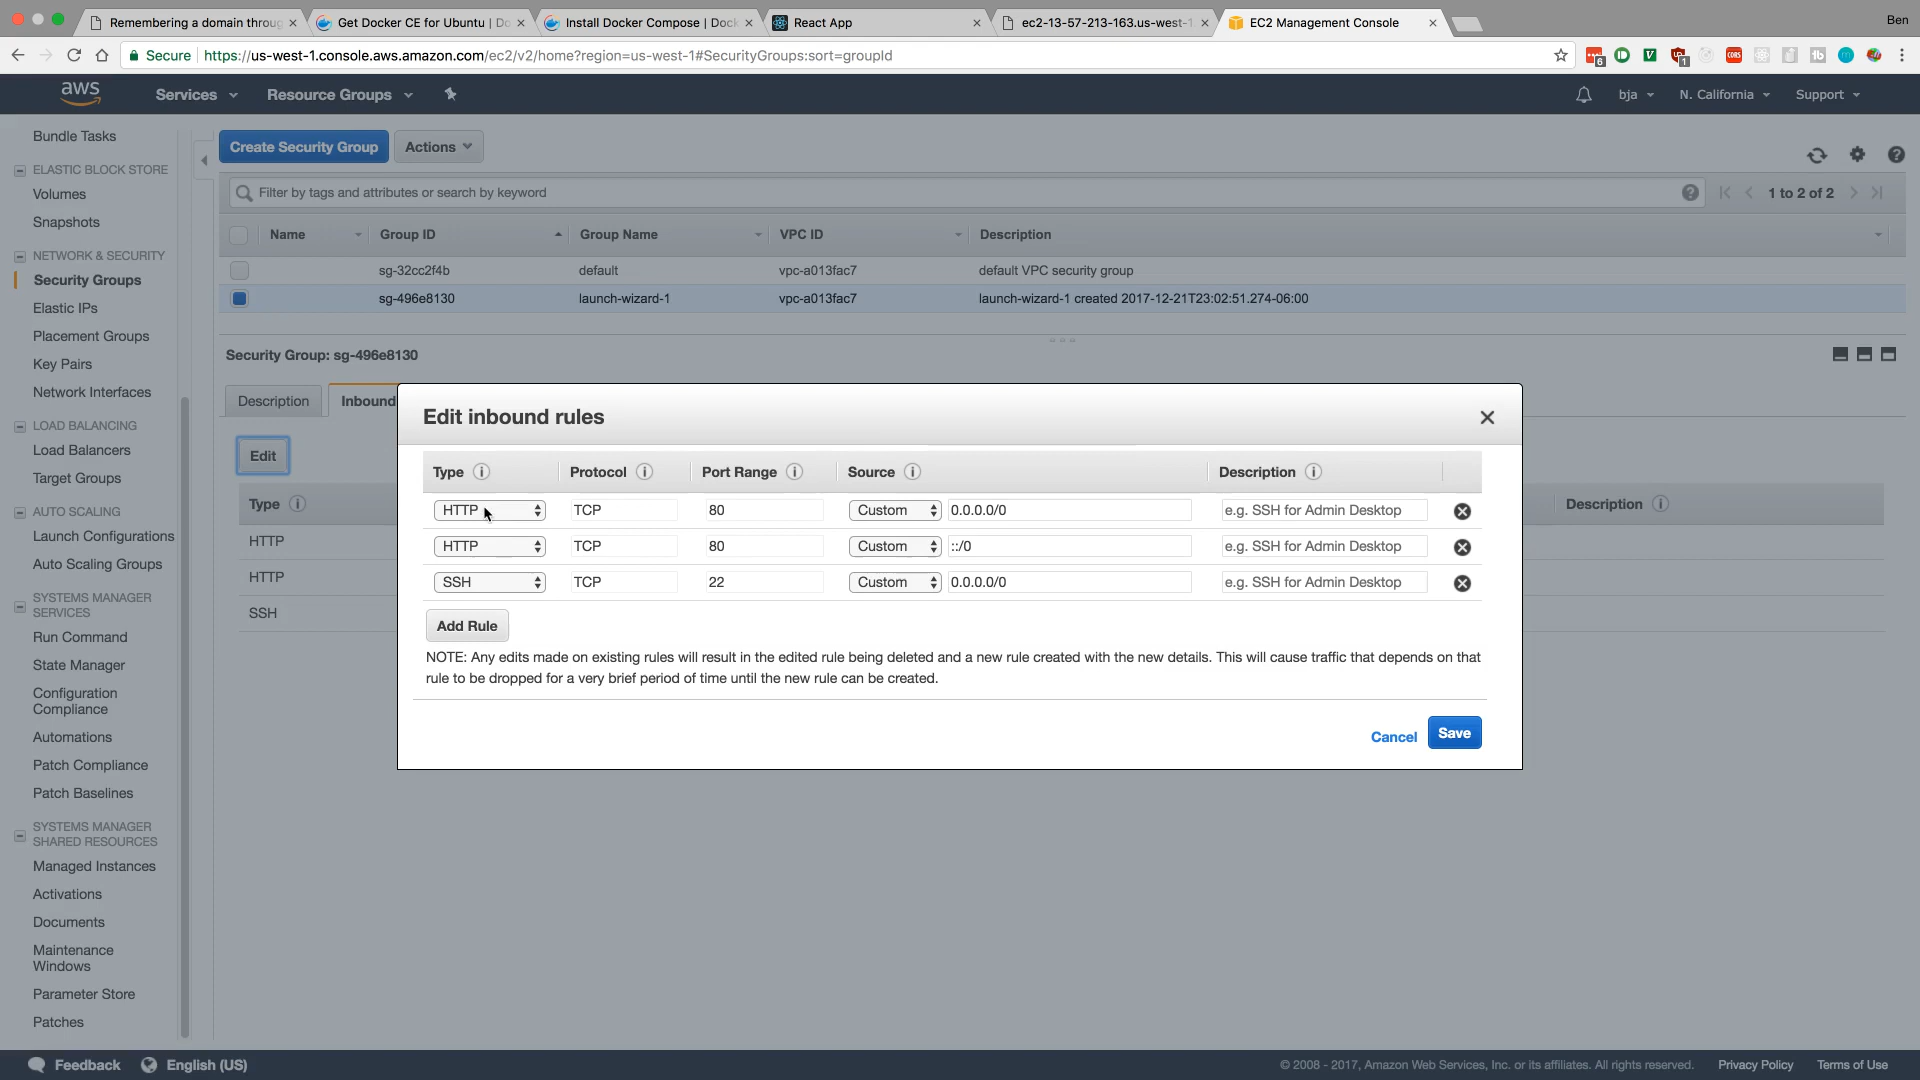 Remembering a domain throug
Get Docker CE for Ubuntu | Do
Install Docker Compose | Dock
React App
ec2-13-57-213-163.us-west-1
EC2 Management Console
Ben
Secure
https://us-west-1.console.aws.amazon.com/ec2/v2/home?region=us-west-1#SecurityGroups:sort=groupId
6
V
1
CORS
aws
Services
Resource Groups
bja
N. California
Support
Bundle Tasks
ELASTIC BLOCK STORE
Volumes
Snapshots
NETWORK & SECURITY
Security Groups
Elastic IPs
Placement Groups
Key Pairs
Network Interfaces
LOAD BALANCING
Load Balancers
Target Groups
AUTO SCALING
Launch Configurations
Auto Scaling Groups
SYSTEMS MANAGER
SERVICES
Run Command
State Manager
Configuration
Compliance
Automations
Patch Compliance
Patch Baselines
SYSTEMS MANAGER
SHARED RESOURCES
Managed Instances
Activations
Documents
Maintenance
Windows
Parameter Store
Patches
Create Security Group
Actions
Filter by tags and attributes or search by keyword
1 to 2 of 2
Name Group ID Group Name VPC ID Description
sg-32cc2f4b default vpc-a013fac7 default VPC security group
sg-496e8130 launch-wizard-1 vpc-a013fac7 launch-wizard-1 created 2017-12-21T23:02:51.274-06:00
Security Group: sg-496e8130
Description
Inbound
Edit
Type
Description
HTTP
HTTP
SSH
Edit inbound rules
Type Protocol Port Range Source Description
HTTP TCP 80 Custom 0.0.0.0/0 e.g. SSH for Admin Desktop
HTTP TCP 80 Custom ::/0 e.g. SSH for Admin Desktop
SSH TCP 22 Custom 0.0.0.0/0 e.g. SSH for Admin Desktop
Add Rule
NOTE: Any edits made on existing rules will result in the edited rule being deleted and a new rule created with the new details. This will cause traffic that depends on that
rule to be dropped for a very brief period of time until the new rule can be created.
Cancel
Save
Feedback
English (US)
© 2008 - 2017, Amazon Web Services, Inc. or its affiliates. All rights reserved.
Privacy Policy
Terms of Use